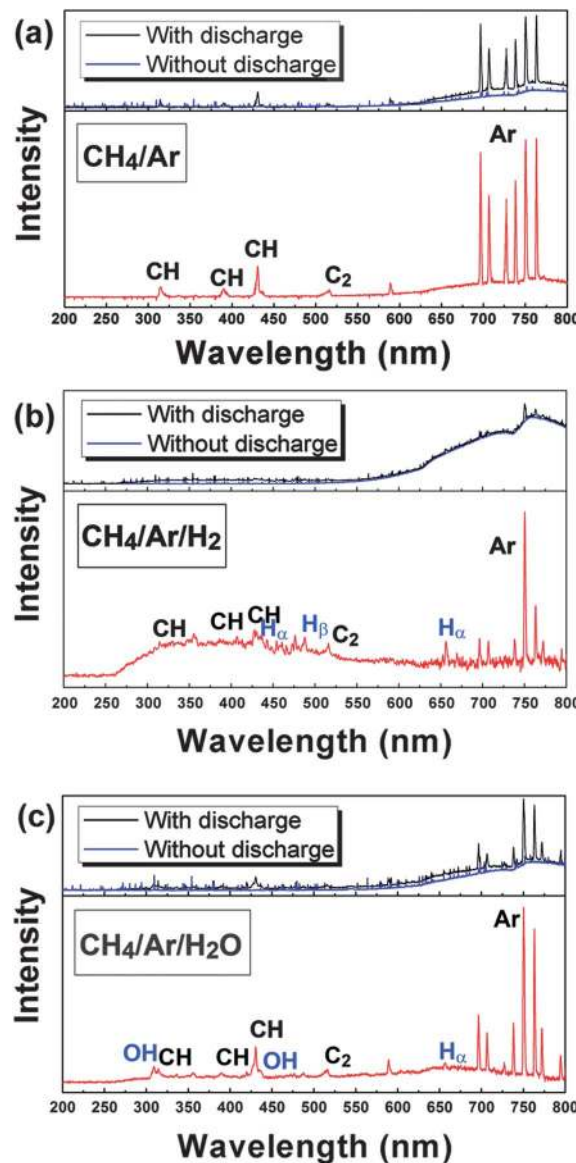 (a)
With discharge
Without discharge
CH4/Ar
Ar
CH
CH
CH
C2
Intensity
200 250 300 350 400 450 500 550 600 650 700 750 800
Wavelength (nm)
(b)
With discharge
Without discharge
CH4/Ar/H2
Ar
CH
CH
CH
Hα
Hβ
C2
Hα
Intensity
200 250 300 350 400 450 500 550 600 650 700 750 800
Wavelength (nm)
(c)
With discharge
Without discharge
CH4/Ar/H2O
Ar
OH
CH
CH
CH
OH
C2
Hα
Intensity
200 250 300 350 400 450 500 550 600 650 700 750 800
Wavelength (nm)